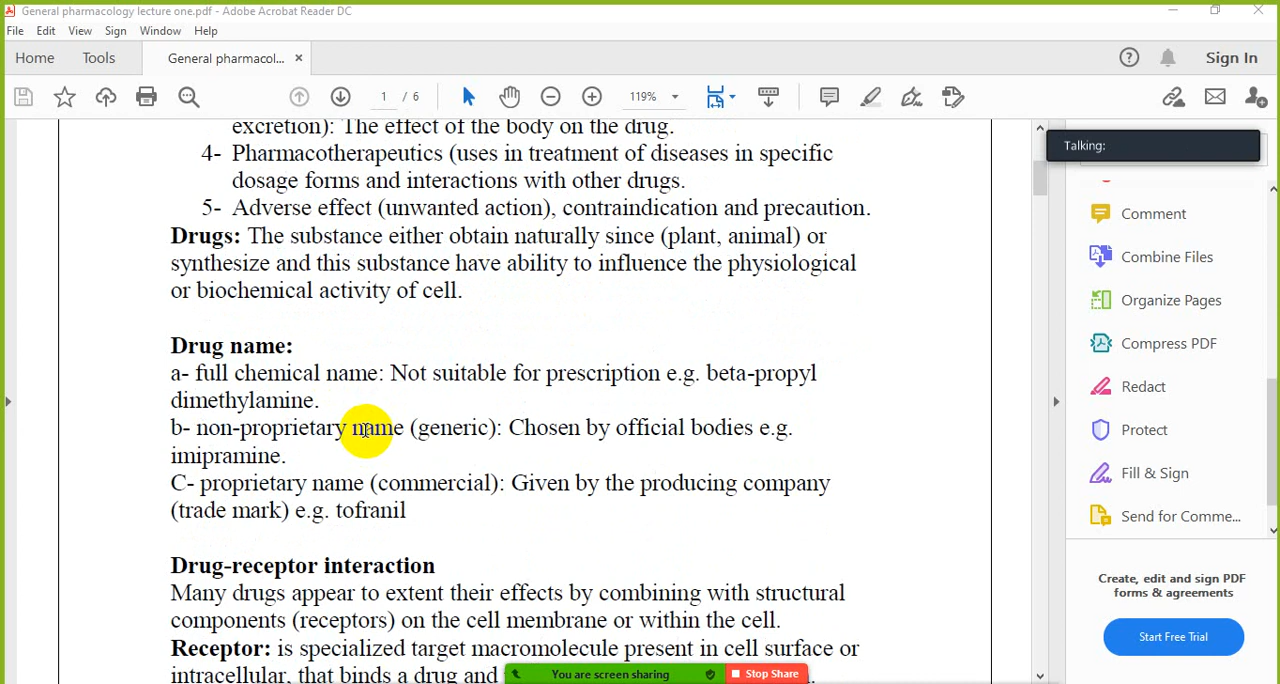 General pharmacology lecture one.pdf - Adobe Acrobat Reader DC
File Edit View Sign Window Help
Home Tools General pharmacol... × Sign In
1 / 6 119%
Talking:
excretion): The effect of the body on the drug.
4- Pharmacotherapeutics (uses in treatment of diseases in specific
dosage forms and interactions with other drugs.
5- Adverse effect (unwanted action), contraindication and precaution.
Drugs: The substance either obtain naturally since (plant, animal) or
synthesize and this substance have ability to influence the physiological
or biochemical activity of cell.
Drug name:
a- full chemical name: Not suitable for prescription e.g. beta-propyl
dimethylamine.
b- non-proprietary name (generic): Chosen by official bodies e.g.
imipramine.
C- proprietary name (commercial): Given by the producing company
(trade mark) e.g. tofranil
Drug-receptor interaction
Many drugs appear to extent their effects by combining with structural
components (receptors) on the cell membrane or within the cell.
Receptor: is specialized target macromolecule present in cell surface or
intracellular, that binds a drug and
You are screen sharing Stop Share
Comment
Combine Files
Organize Pages
Compress PDF
Redact
Protect
Fill & Sign
Send for Comme...
Create, edit and sign PDF
forms & agreements
Start Free Trial